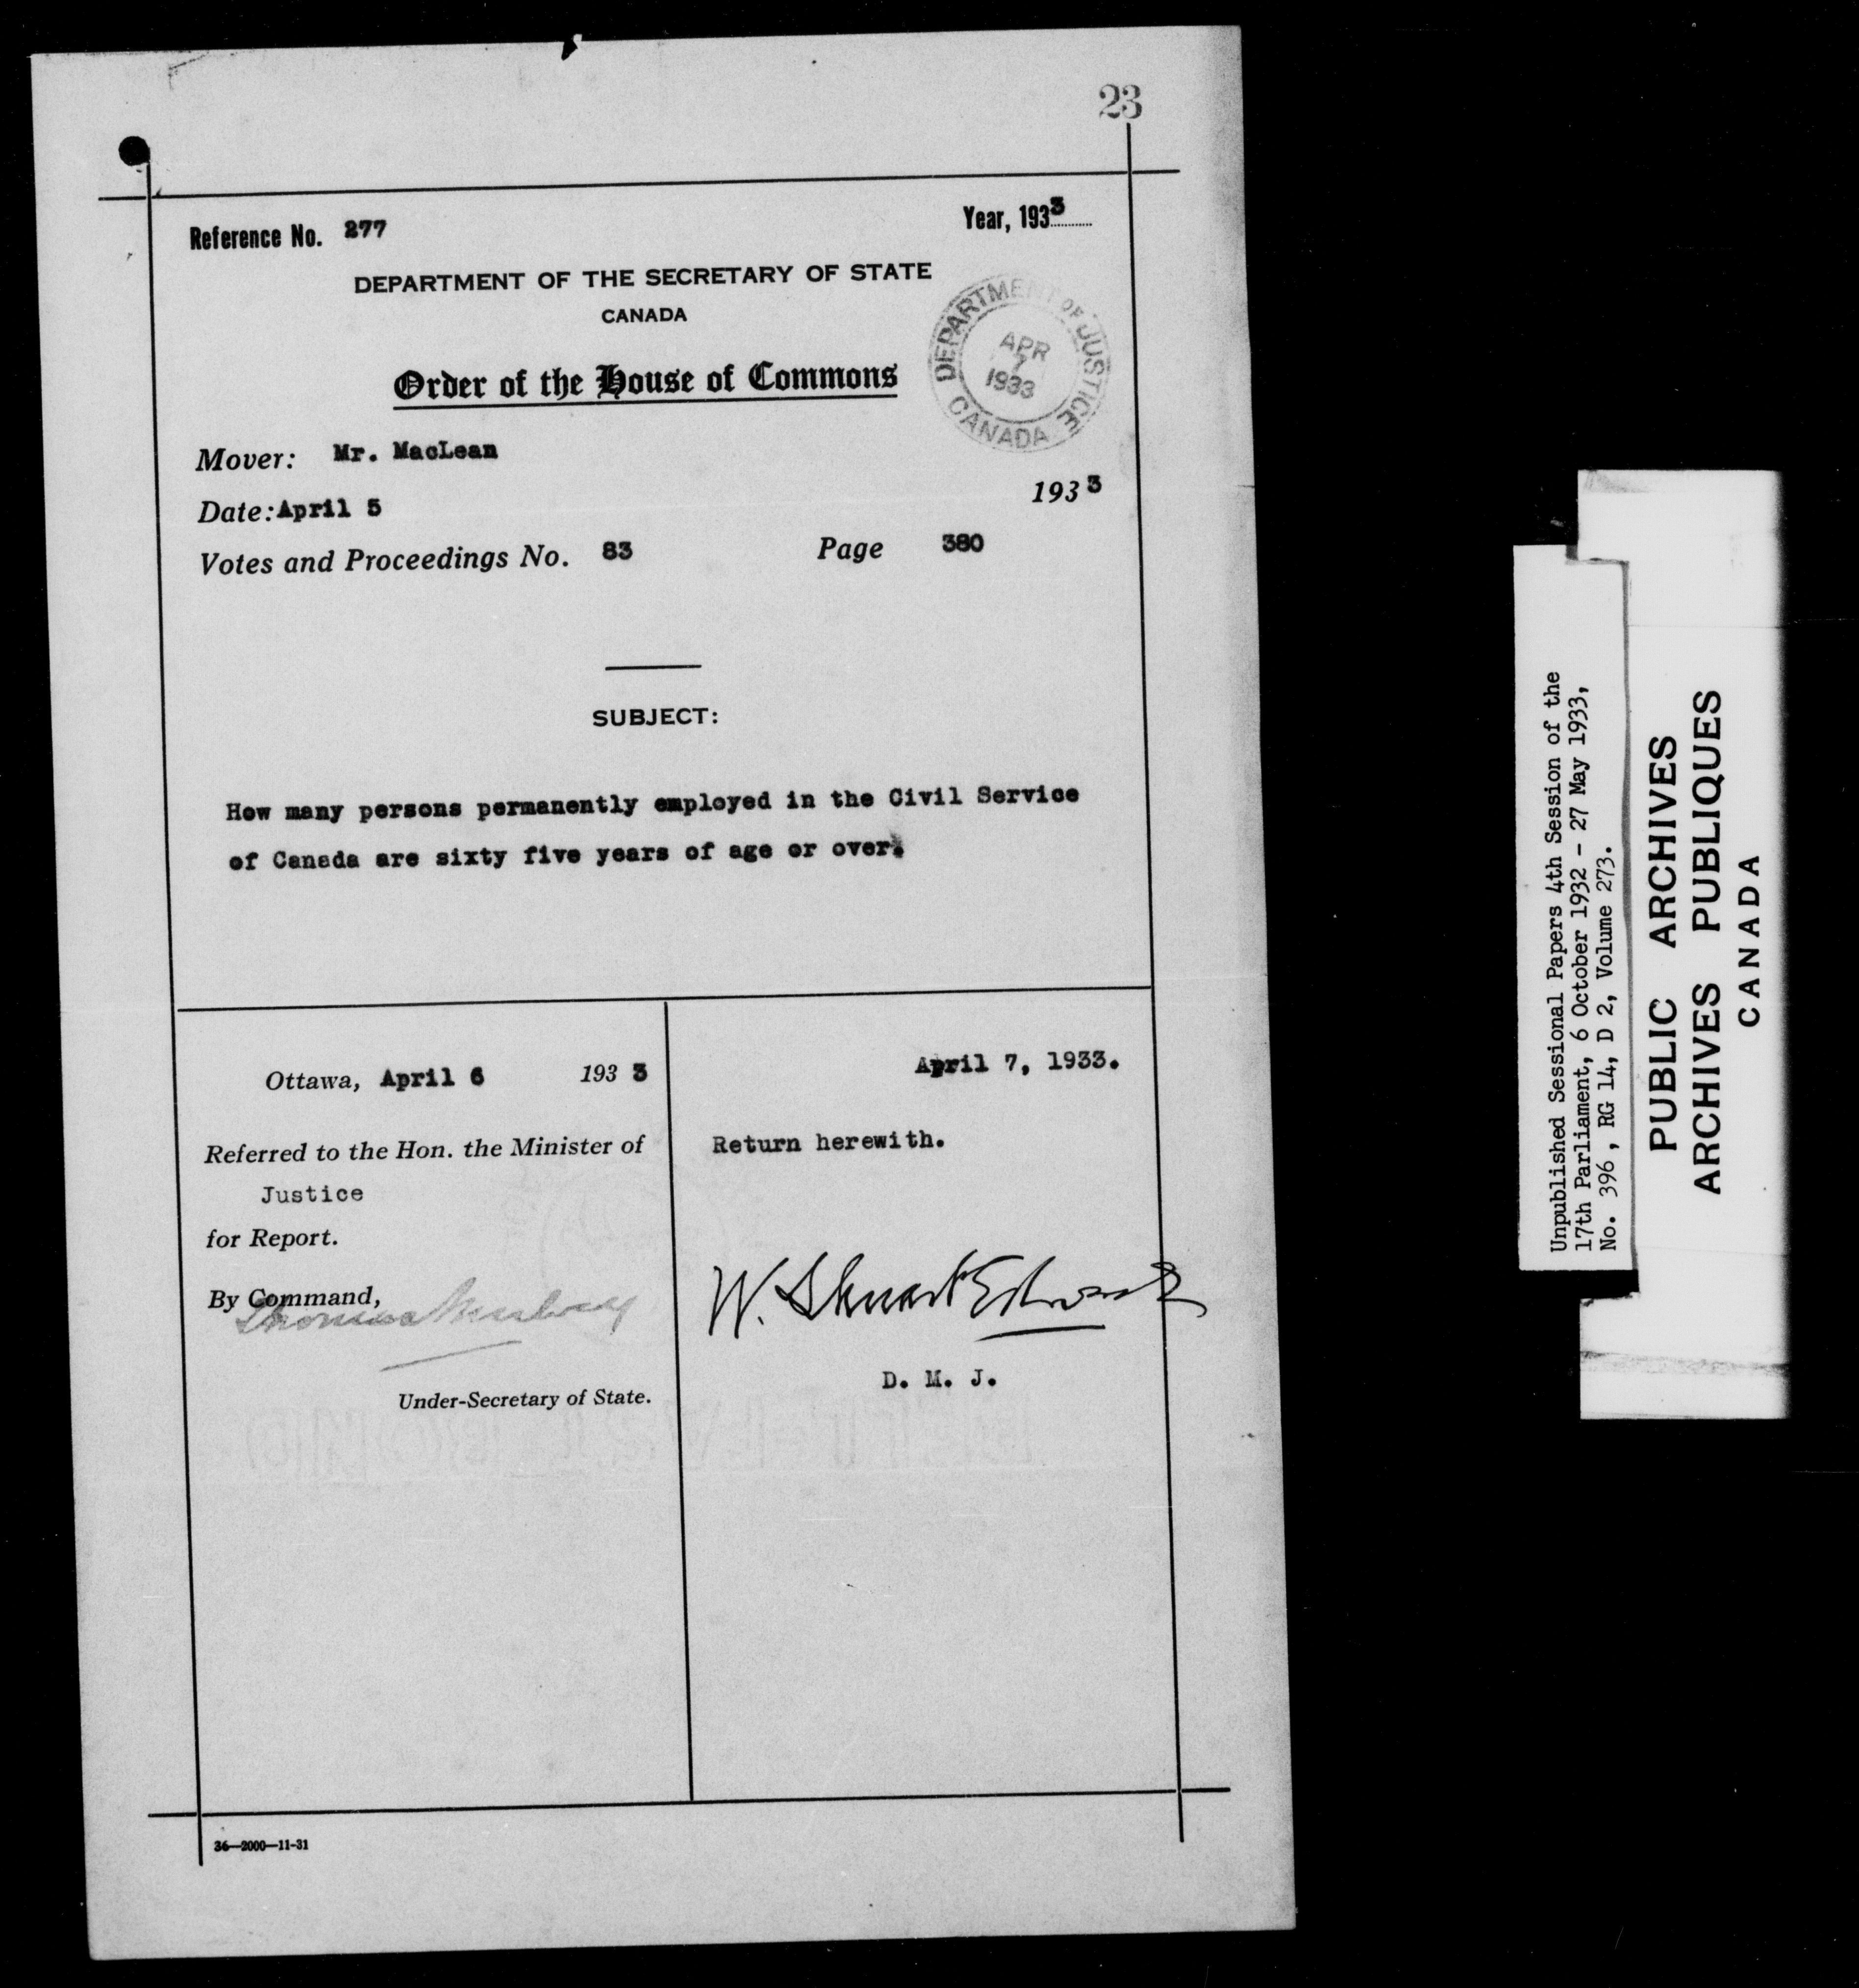 23
Reference No. 277
Year, 1933
DEPARTMENT OF THE SECRETARY OF STATE
CANADA
DEPARTMENT OF JUSTICE
APR
7
1933
CANADA
Order of the House of Commons
Mover: Mr. MacLean
Date: April 5 1933
Votes and Proceedings No. 83 Page 380
SUBJECT:
How many persons permanently employed in the Civil Service
of Canada are sixty five years of age or over.
Ottawa, April 6 1933
Referred to the Hon. the Minister of
Justice
for Report.
By Command,
Thomas Mulvey
Under-Secretary of State.
April 7, 1933.
Return herewith.
W. Stuart Edwards
D. M. J.
36—2000—11-31
Unpublished Sessional Papers 4th Session of the
17th Parliament, 6 October 1932 - 27 May 1933,
No. 396, RG 14, D 2, Volume 273.
PUBLIC ARCHIVES
ARCHIVES PUBLIQUES
CANADA